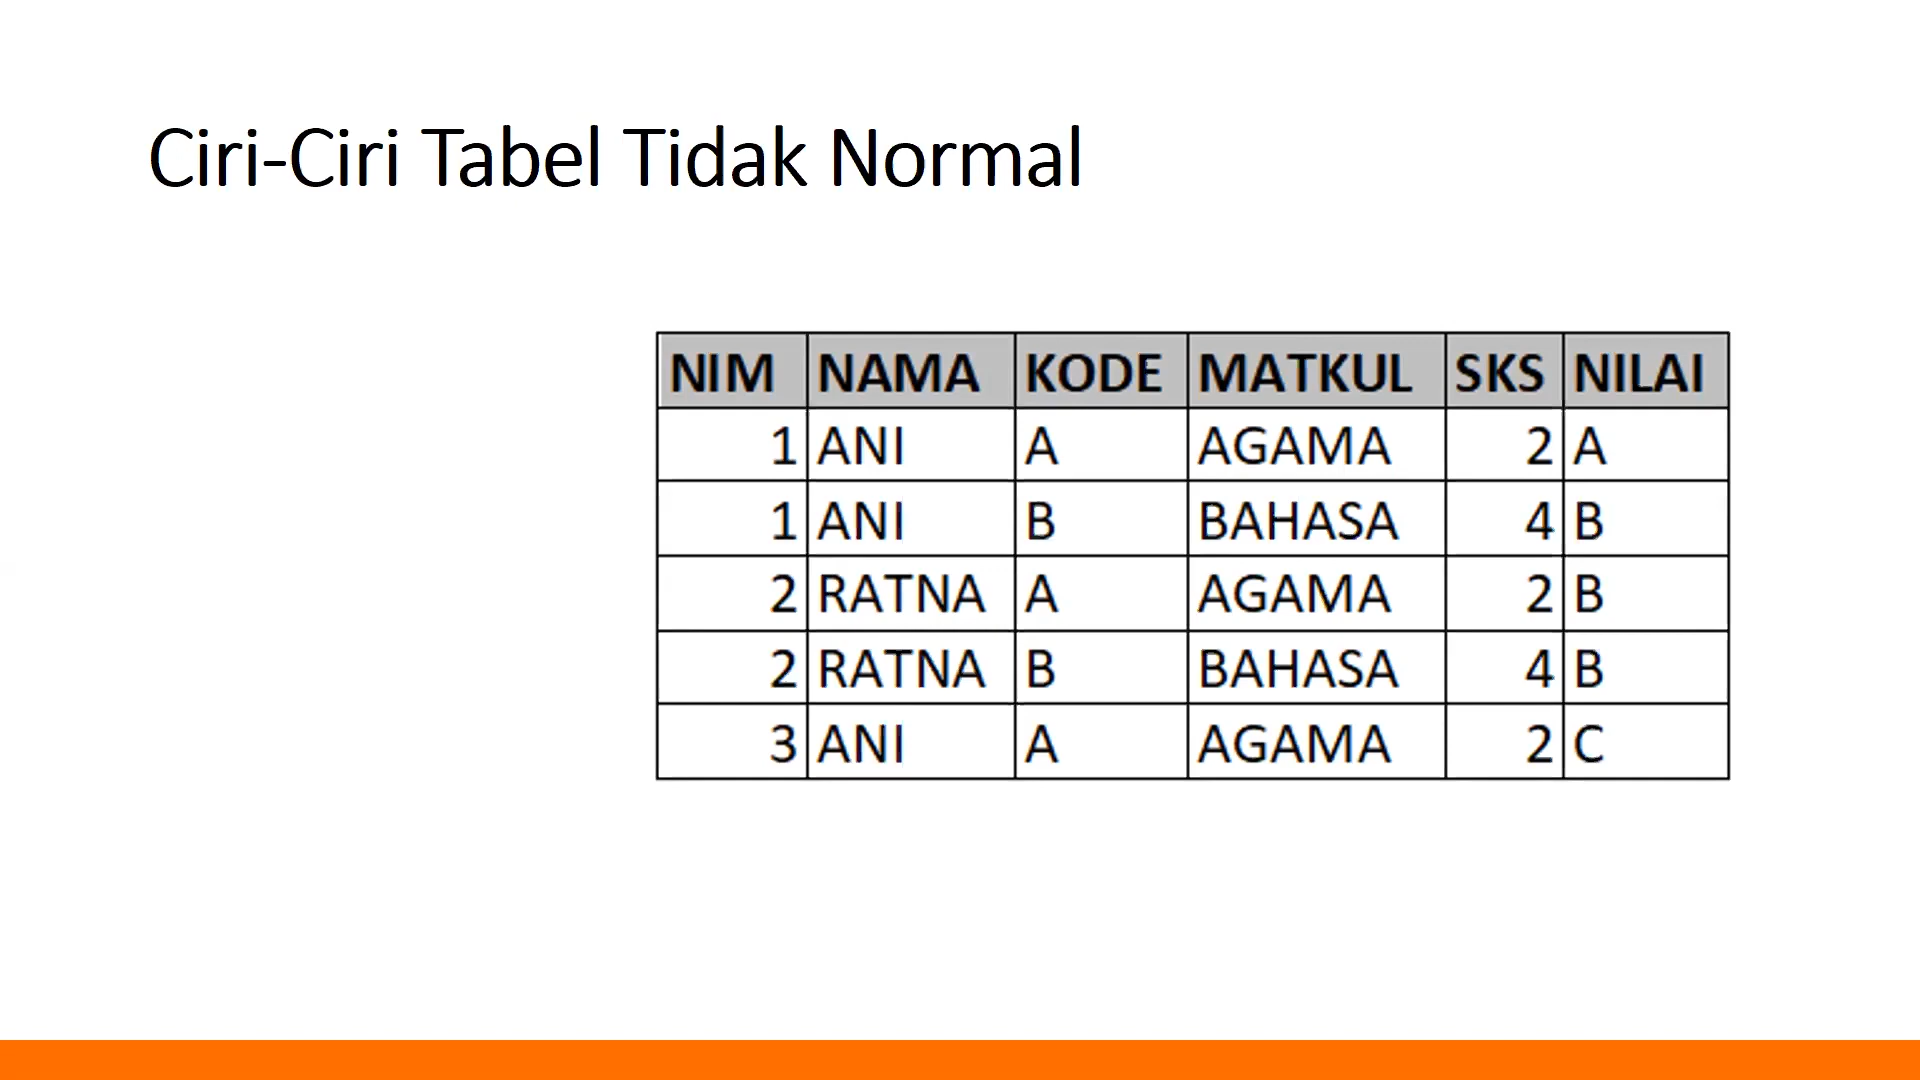 Ciri-Ciri Tabel Tidak Normal
NIM NAMA KODE MATKUL SKS NILAI
1 ANI A AGAMA 2 A
1 ANI B BAHASA 4 B
2 RATNA A AGAMA 2 B
2 RATNA B BAHASA 4 B
3 ANI A AGAMA 2 C